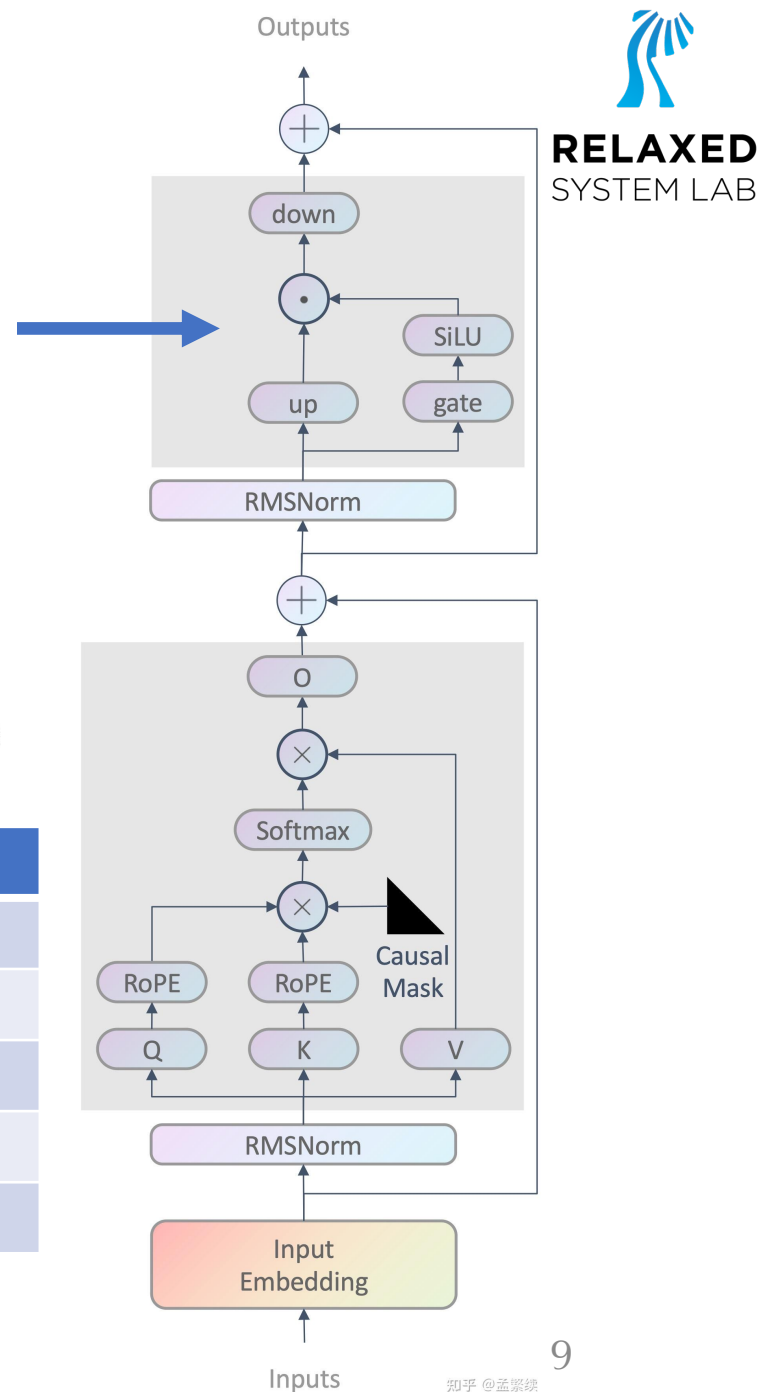 Outputs
RELAXED
SYSTEM LAB
down
SiLU
up
gate
RMSNorm
O
Softmax
Causal
Mask
RoPE
RoPE
Q
K
V
RMSNorm
Input
Embedding
Inputs
9
知乎 @孟繁续